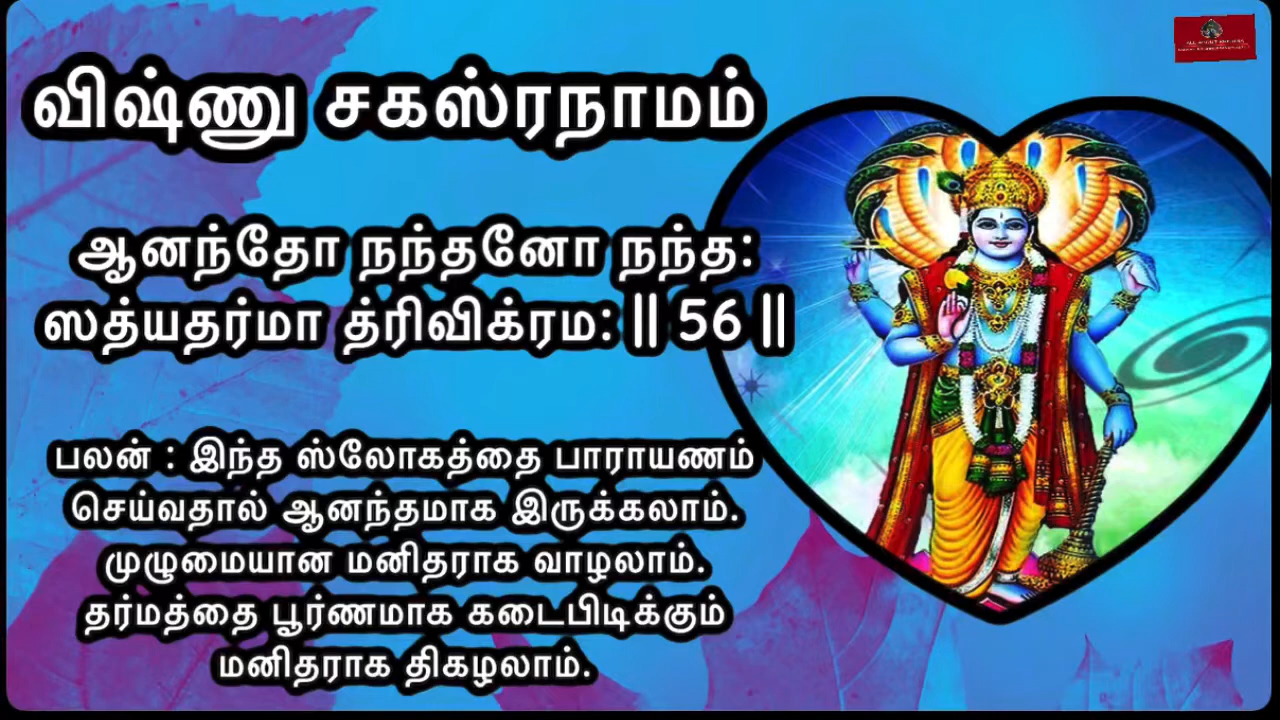 விஷ்ணு சகஸ்ரநாமம்
ஆனந்தோ நந்தனோ நந்த:
ஸத்யதர்மா த்ரிவிக்ரம: || 56 ||
பலன் : இந்த ஸ்லோகத்தை பாராயணம்
செய்வதால் ஆனந்தமாக இருக்கலாம்.
முழுமையான மனிதராக வாழலாம்.
தர்மத்தை பூர்ணமாக கடைபிடிக்கும்
மனிதராக திகழலாம்.